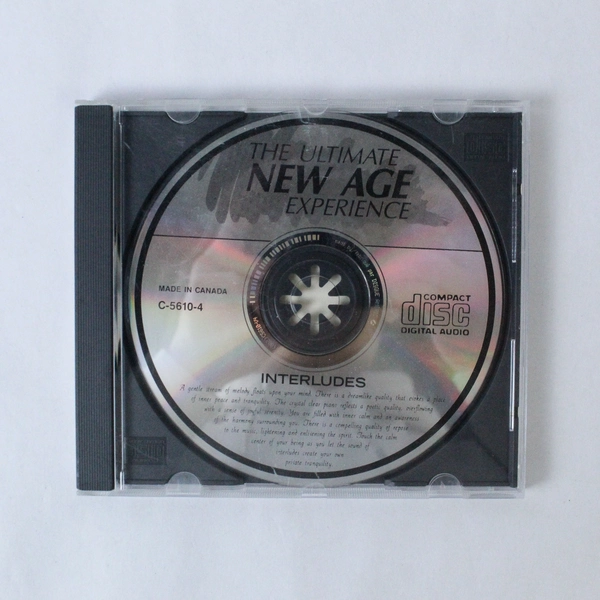 THE ULTIMATE
NEW AGE
EXPERIENCE
MADE IN CANADA
C-5610-4
COMPACT
disc
DIGITAL AUDIO
INTERLUDES
A gentle stream of melody floats upon your mind. There is a dreamlike quality that evokes a place
of inner peace and tranquility. The crystal clear piano reflects a poetic quality, overflowing
with a sense of joyful serenity. You are filled with inner calm and an awareness
of the harmony surrounding you. There is a compelling quality of repose
in the music, lightening and enlivening the spirit. Touch the calm
center of your being as you let the sound of
interludes create your own
private tranquility.